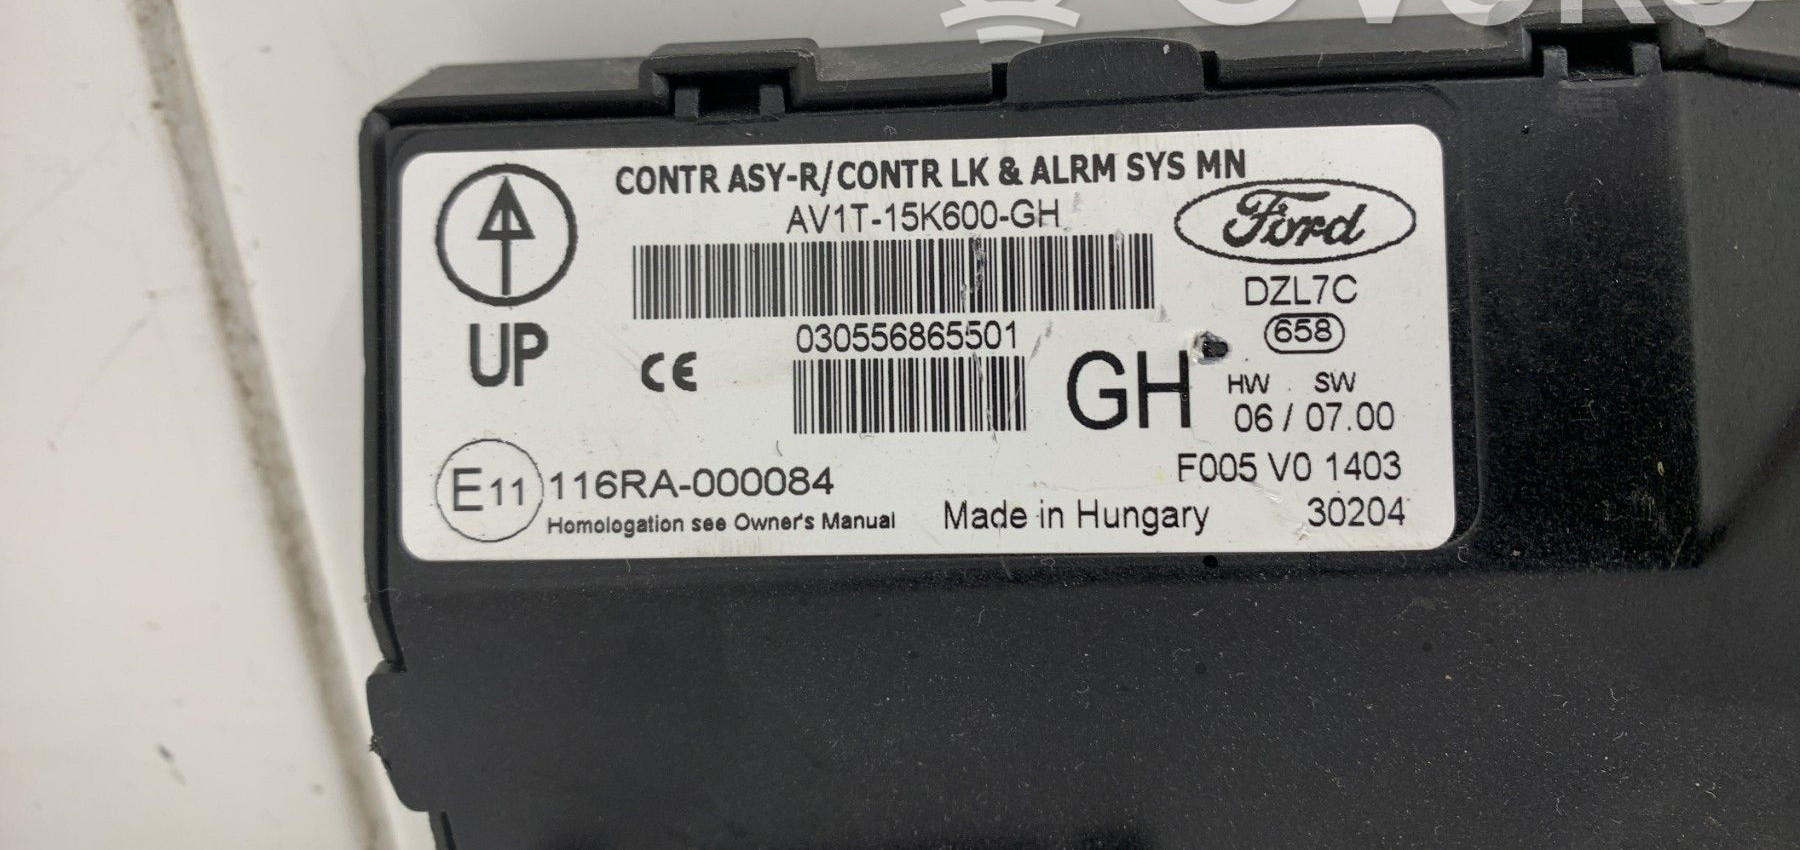 CONTR ASY-R/CONTR LK & ALRM SYS MN
AV1T-15K600-GH
Ford
DZL7C
658
030556865501
UP
CE
GH
HW SW
06 / 07.00
E11 116RA-000084
F005 V0 1403
Homologation see Owner's Manual
Made in Hungary
30204